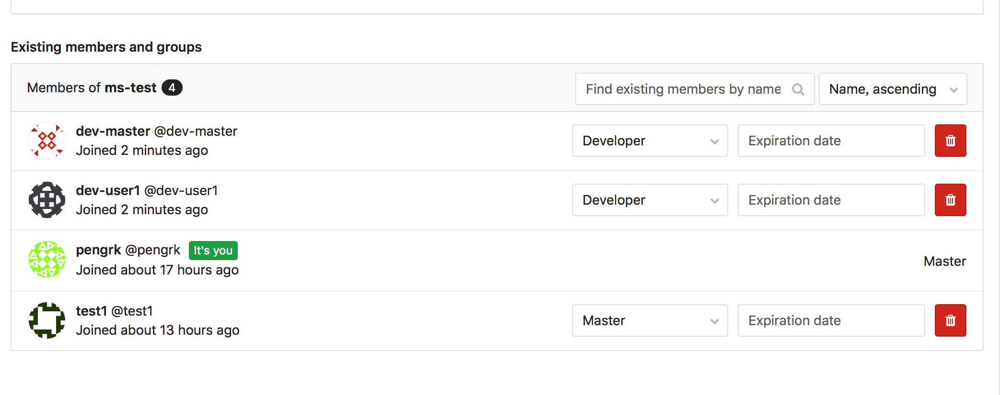 Existing members and groups
Members of ms-test 4
Find existing members by name
Name, ascending
dev-master @dev-master
Joined 2 minutes ago
Developer
Expiration date
dev-user1 @dev-user1
Joined 2 minutes ago
Developer
Expiration date
pengrk @pengrk It's you
Joined about 17 hours ago
Master
test1 @test1
Joined about 13 hours ago
Master
Expiration date